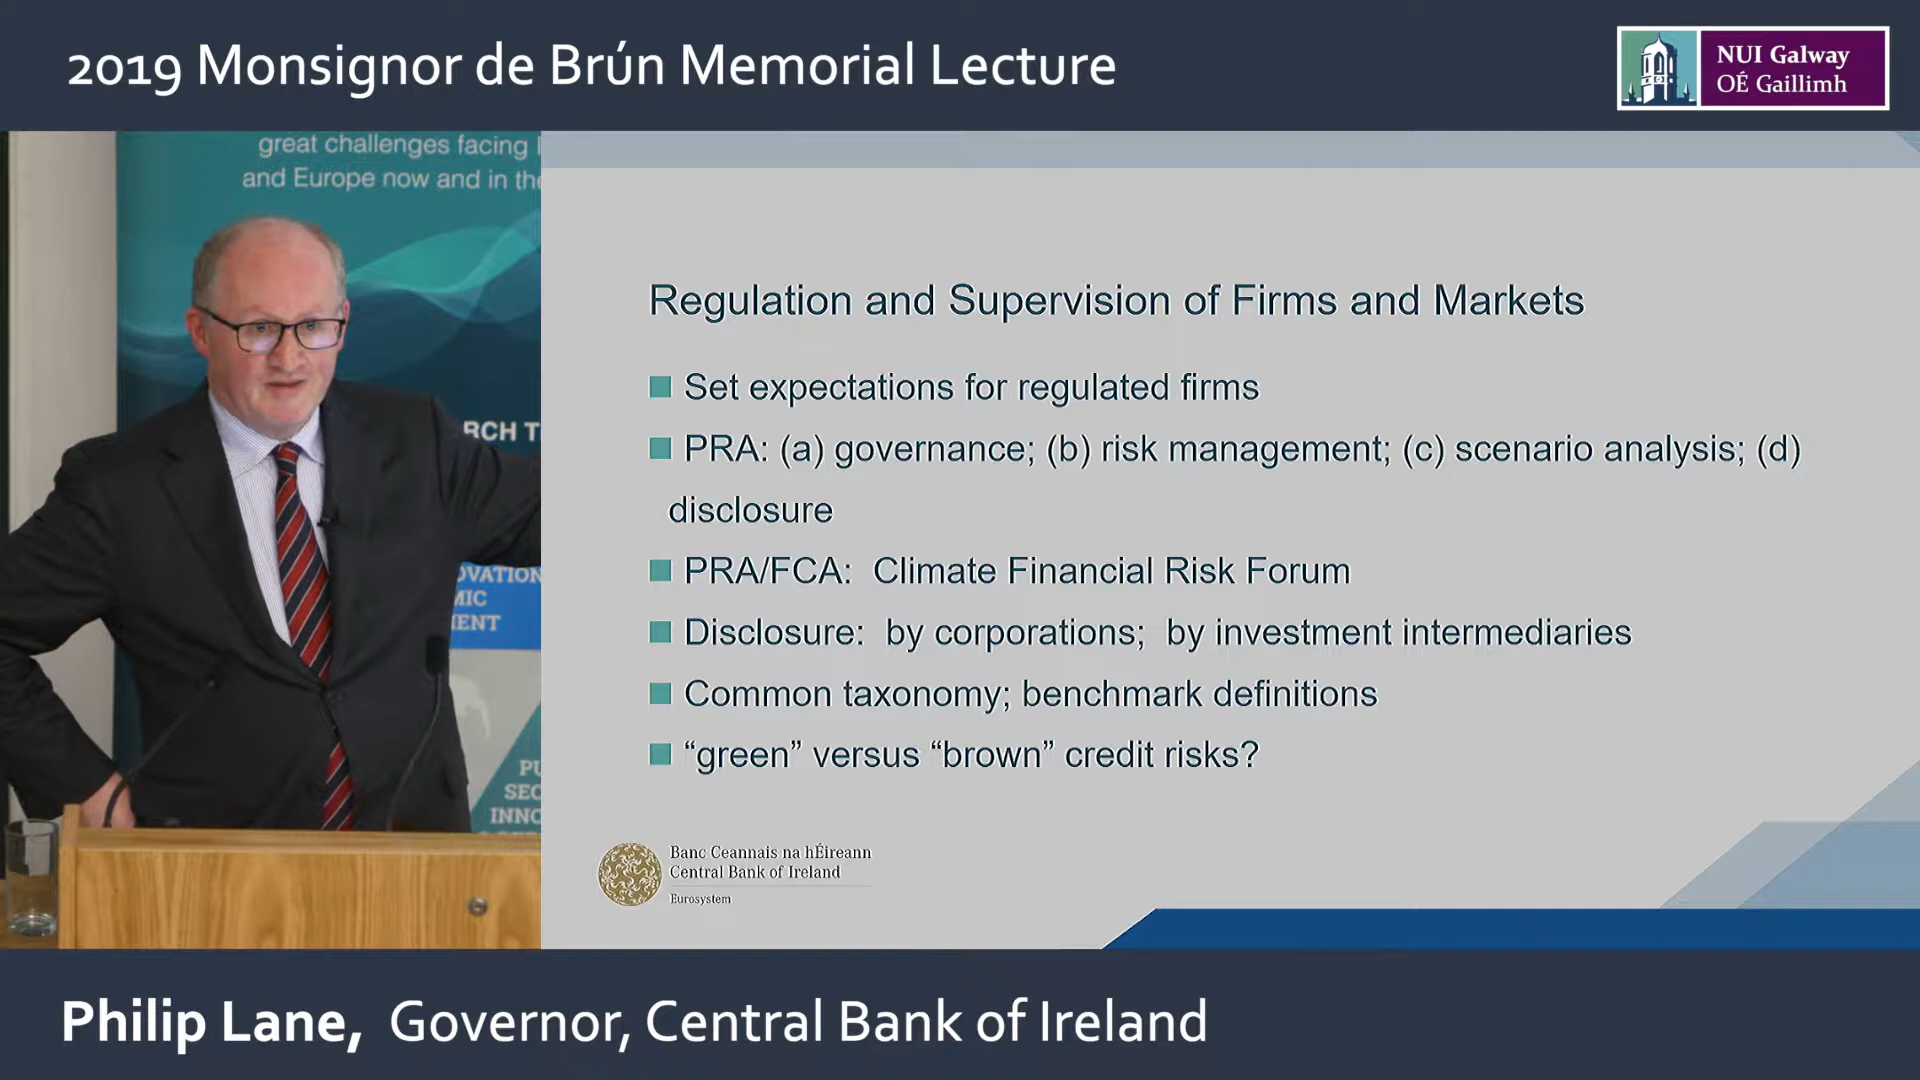 2019 Monsignor de Brún Memorial Lecture
NUI Galway
OÉ Gaillimh
great challenges facing
and Europe now and in the
RCH T
OVATION
MIC
MENT
PU
SEC
INNO
Regulation and Supervision of Firms and Markets
Set expectations for regulated firms
PRA: (a) governance; (b) risk management; (c) scenario analysis; (d)
disclosure
PRA/FCA: Climate Financial Risk Forum
Disclosure: by corporations; by investment intermediaries
Common taxonomy; benchmark definitions
“green” versus “brown” credit risks?
Banc Ceannais na hÉireann
Central Bank of Ireland
Eurosystem
Philip Lane, Governor, Central Bank of Ireland